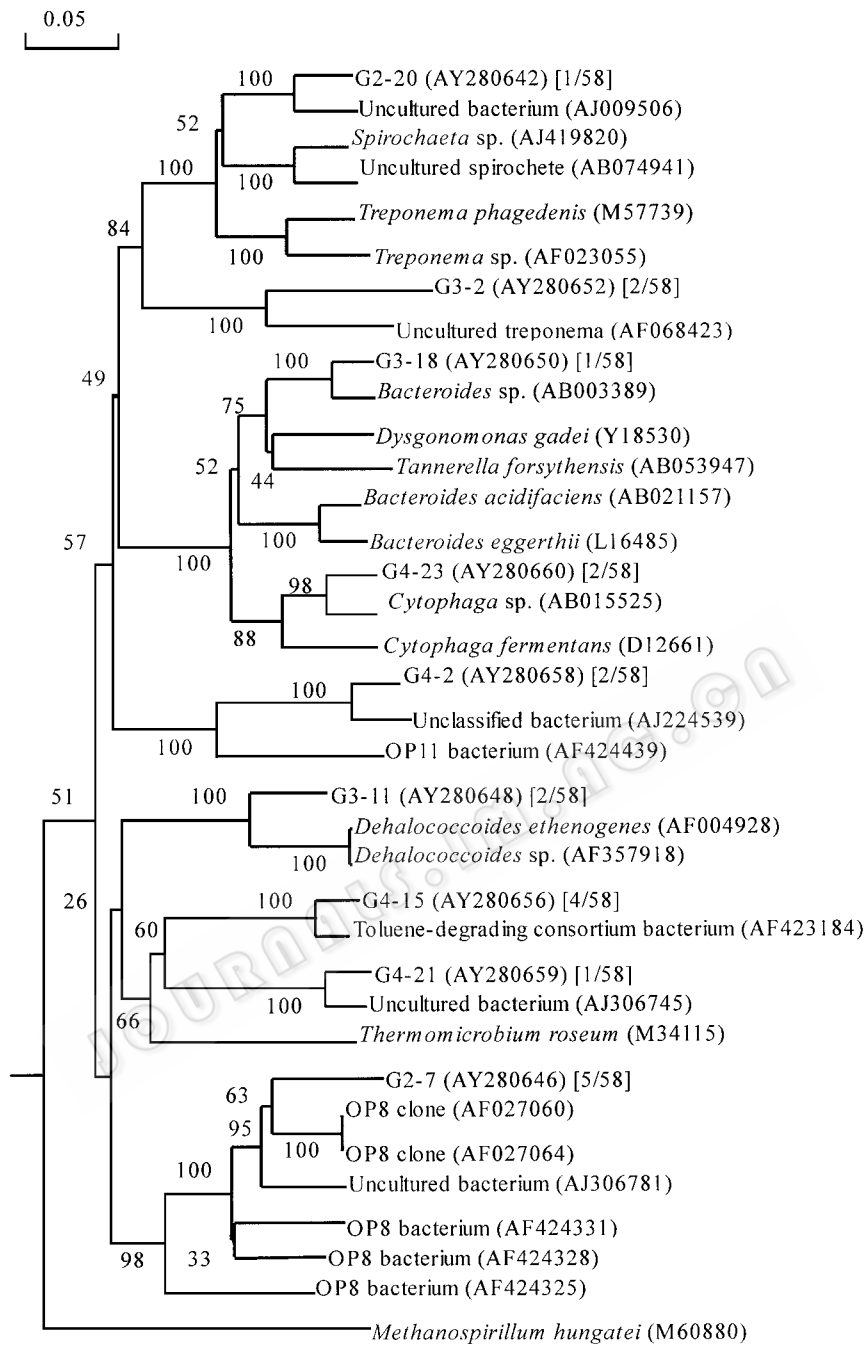 0.05
100
G2-20 (AY280642) [1/58]
Uncultured bacterium (AJ009506)
52
Spirochaeta sp. (AJ419820)
100
Uncultured spirochete (AB074941)
100
Treponema phagedenis (M57739)
84
100
Treponema sp. (AF023055)
G3-2 (AY280652) [2/58]
100
Uncultured treponema (AF068423)
100
G3-18 (AY280650) [1/58]
49
Bacteroides sp. (AB003389)
75
Dysgonomonas gadei (Y18530)
52
Tannerella forsythensis (AB053947)
44
Bacteroides acidifaciens (AB021157)
57
100
Bacteroides eggerthii (L16485)
100
G4-23 (AY280660) [2/58]
98
Cytophaga sp. (AB015525)
88
Cytophaga fermentans (D12661)
G4-2 (AY280658) [2/58]
100
Unclassified bacterium (AJ224539)
100
OP11 bacterium (AF424439)
51
100
G3-11 (AY280648) [2/58]
Dehalococcoides ethenogenes (AF004928)
100
Dehalococcoides sp. (AF357918)
26
100
G4-15 (AY280656) [4/58]
60
Toluene-degrading consortium bacterium (AF423184)
G4-21 (AY280659) [1/58]
100
Uncultured bacterium (AJ306745)
66
Thermomicrobium roseum (M34115)
G2-7 (AY280646) [5/58]
63
OP8 clone (AF027060)
95
100
OP8 clone (AF027064)
100
Uncultured bacterium (AJ306781)
OP8 bacterium (AF424331)
98
33
OP8 bacterium (AF424328)
OP8 bacterium (AF424325)
Methanospirillum hungatei (M60880)
JOURNALS.IM.AC.CN